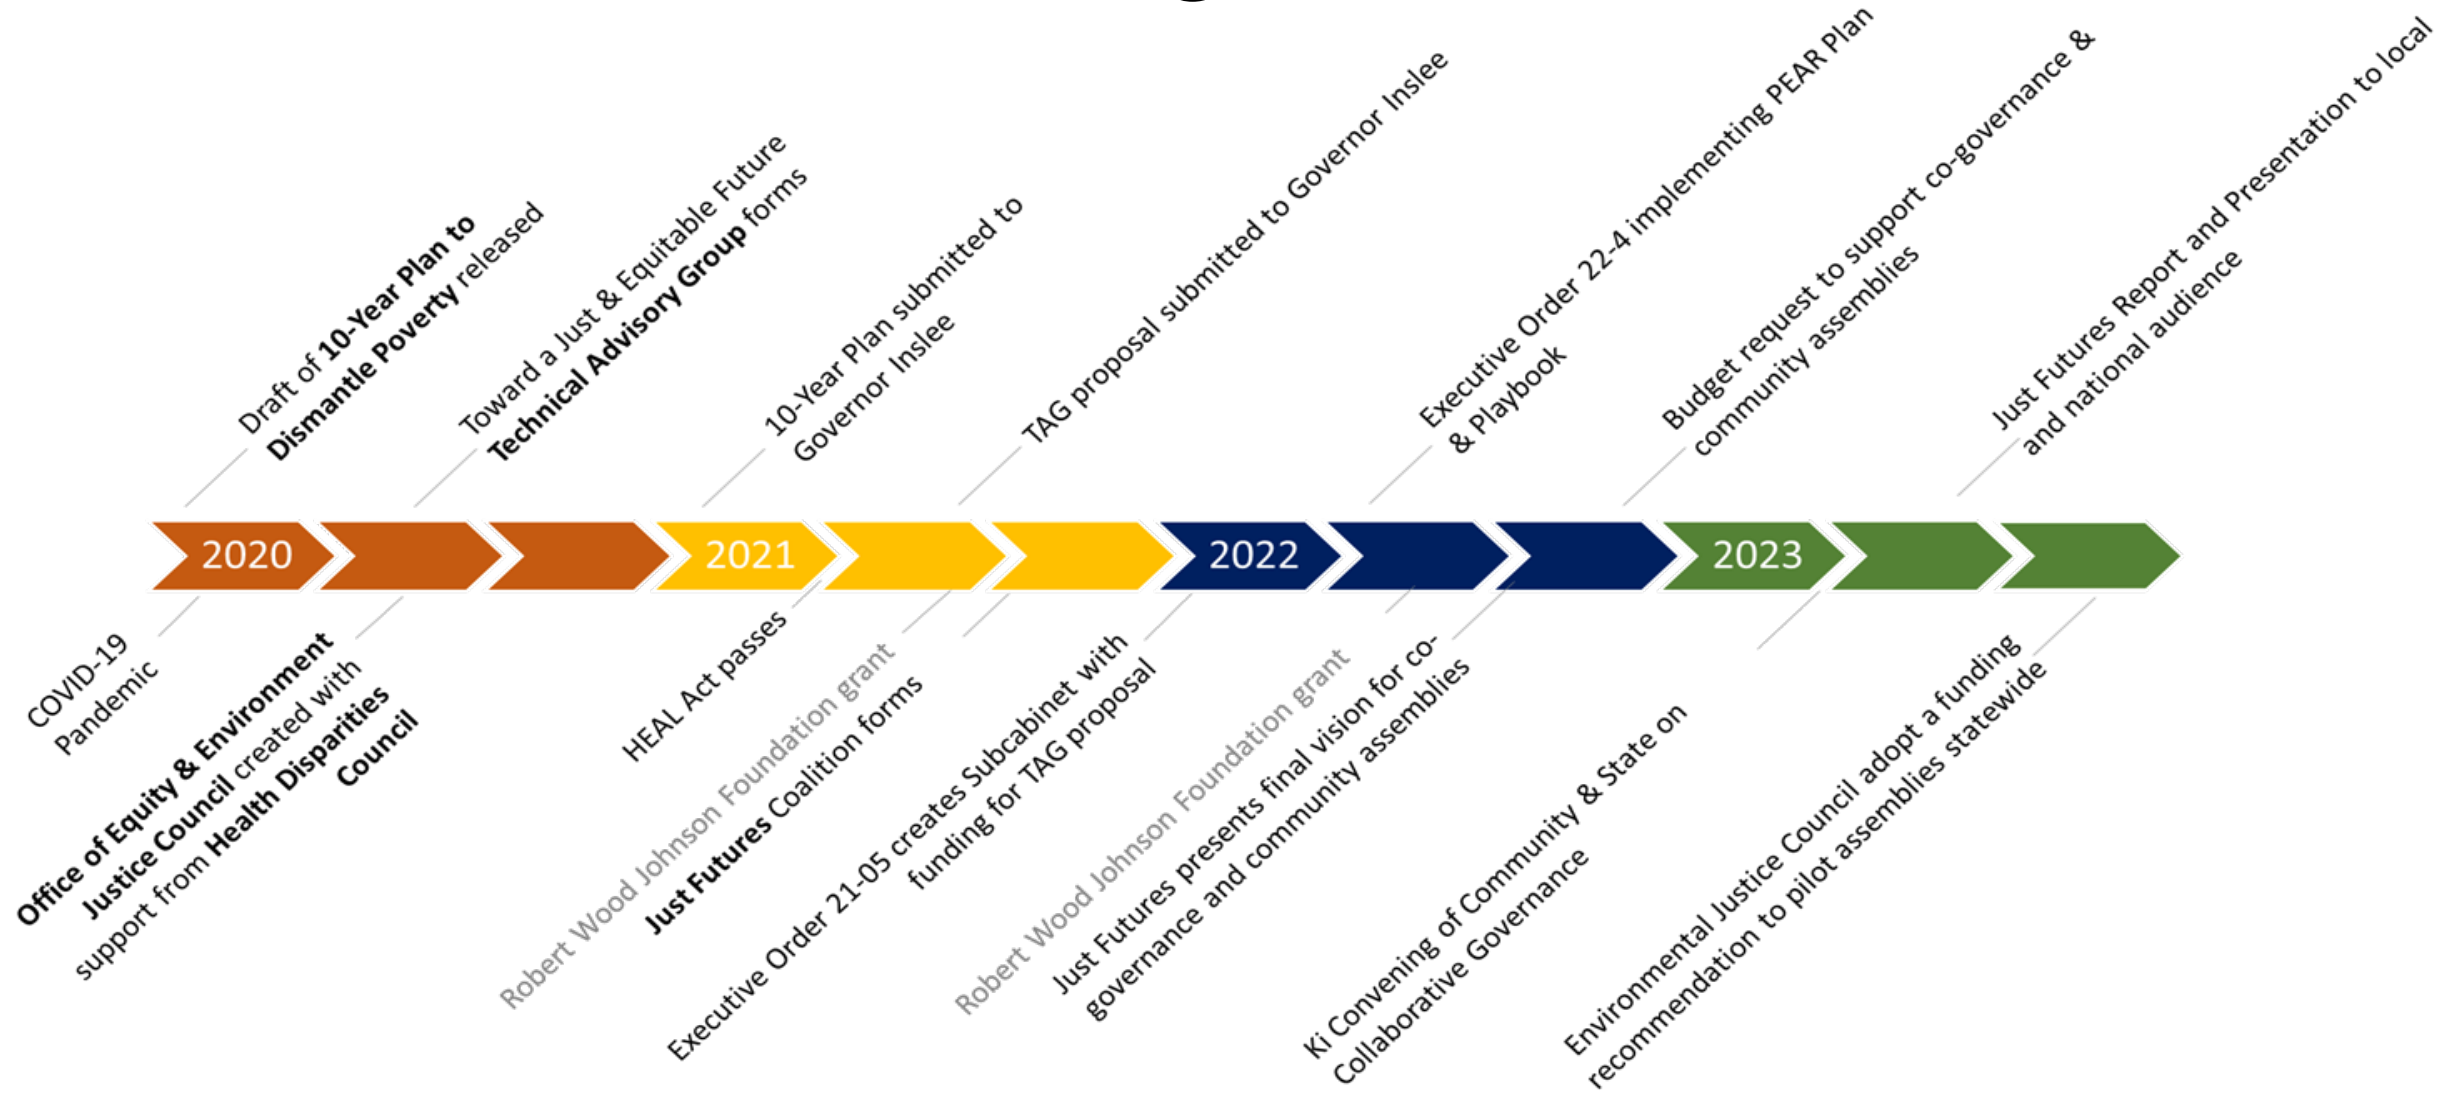 Draft of 10-Year Plan to
Dismantle Poverty released
Toward a Just & Equitable Future
Technical Advisory Group forms
10-Year Plan submitted to
Governor Inslee
TAG proposal submitted to Governor Inslee
Executive Order 22-4 implementing PEAR Plan
& Playbook
Budget request to support co-governance &
community assemblies
Just Futures Report and Presentation to local
and national audience
2020
2021
2022
2023
COVID-19
Pandemic
Office of Equity & Environment
Justice Council created with
support from Health Disparities
Council
HEAL Act passes
Robert Wood Johnson Foundation grant
Just Futures Coalition forms
Executive Order 21-05 creates Subcabinet with
funding for TAG proposal
Robert Wood Johnson Foundation grant
Just Futures presents final vision for co-
governance and community assemblies
Ki Convening of Community & State on
Collaborative Governance
Environmental Justice Council adopt a funding
recommendation to pilot assemblies statewide